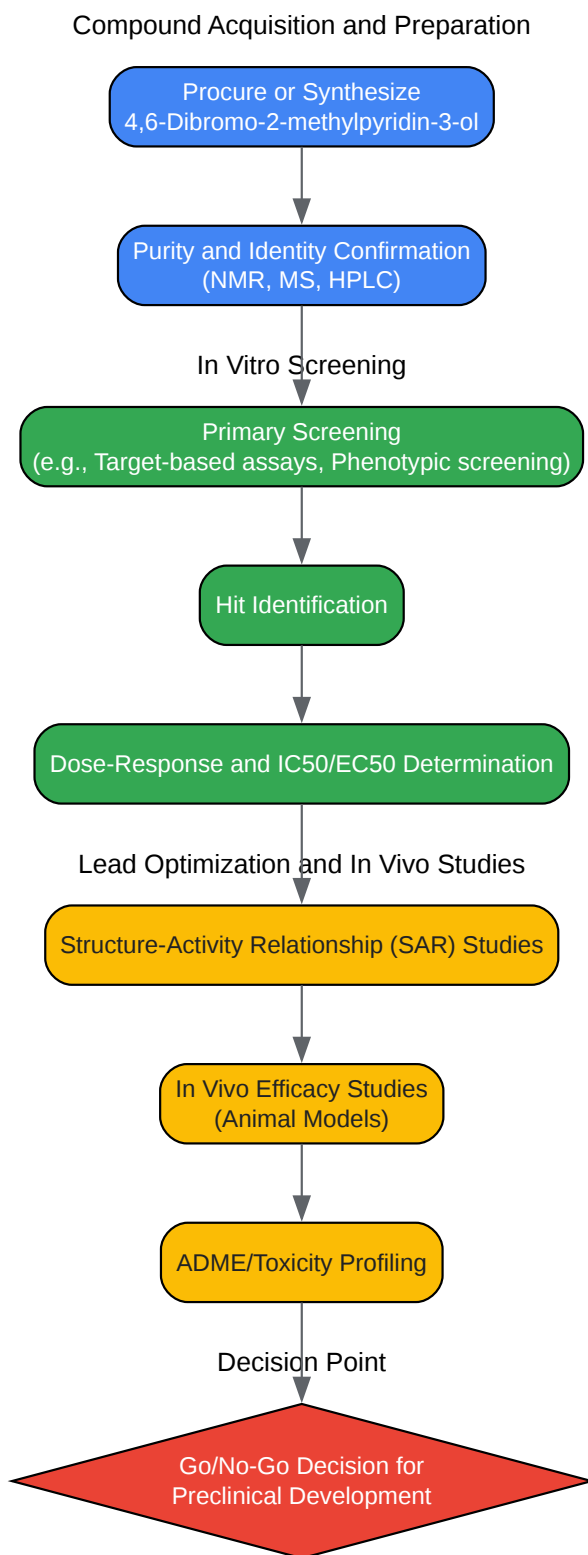 Compound Acquisition and Preparation
Procure or Synthesize
4,6-Dibromo-2-methylpyridin-3-ol
Purity and Identity Confirmation
(NMR, MS, HPLC)
In Vitro Screening
Primary Screening
(e.g., Target-based assays, Phenotypic screening)
Hit Identification
Dose-Response and IC50/EC50 Determination
Lead Optimization and In Vivo Studies
Structure-Activity Relationship (SAR) Studies
In Vivo Efficacy Studies
(Animal Models)
ADME/Toxicity Profiling
Decision Point
Go/No-Go Decision for
Preclinical Development